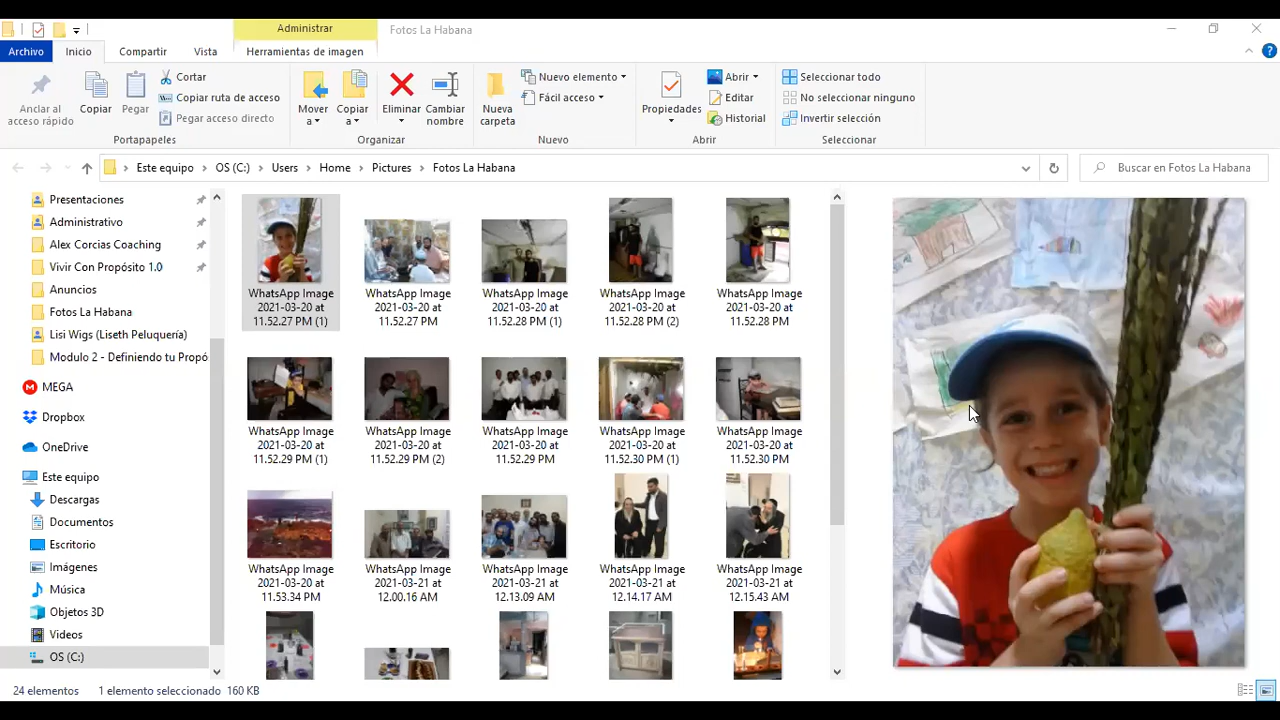 Administrar
Fotos La Habana
Archivo
Inicio
Compartir
Vista
Herramientas de imagen
Anclar al
acceso rápido
Copiar
Pegar
Cortar
Copiar ruta de acceso
Pegar acceso directo
Portapapeles
Mover
a
Copiar
a
Eliminar
Cambiar
nombre
Organizar
Nueva
carpeta
Nuevo elemento
Fácil acceso
Nuevo
Propiedades
Abrir
Editar
Historial
Abrir
Seleccionar todo
No seleccionar ninguno
Invertir selección
Seleccionar
Este equipo > OS (C:) > Users > Home > Pictures > Fotos La Habana
Buscar en Fotos La Habana
Presentaciones
Administrativo
Alex Corcias Coaching
Vivir Con Propósito 1.0
Anuncios
Fotos La Habana
Lisi Wigs (Liseth Peluquería)
Modulo 2 - Definiendo tu Propó
MEGA
Dropbox
OneDrive
Este equipo
Descargas
Documentos
Escritorio
Imágenes
Música
Objetos 3D
Videos
OS (C:)
WhatsApp Image
2021-03-20 at
11.52.27 PM (1)
WhatsApp Image
2021-03-20 at
11.52.27 PM
WhatsApp Image
2021-03-20 at
11.52.28 PM (1)
WhatsApp Image
2021-03-20 at
11.52.28 PM (2)
WhatsApp Image
2021-03-20 at
11.52.28 PM
WhatsApp Image
2021-03-20 at
11.52.29 PM (1)
WhatsApp Image
2021-03-20 at
11.52.29 PM (2)
WhatsApp Image
2021-03-20 at
11.52.29 PM
WhatsApp Image
2021-03-20 at
11.52.30 PM (1)
WhatsApp Image
2021-03-20 at
11.52.30 PM
WhatsApp Image
2021-03-20 at
11.53.34 PM
WhatsApp Image
2021-03-21 at
12.00.16 AM
WhatsApp Image
2021-03-21 at
12.13.09 AM
WhatsApp Image
2021-03-21 at
12.14.17 AM
WhatsApp Image
2021-03-21 at
12.15.43 AM
24 elementos
1 elemento seleccionado 160 KB